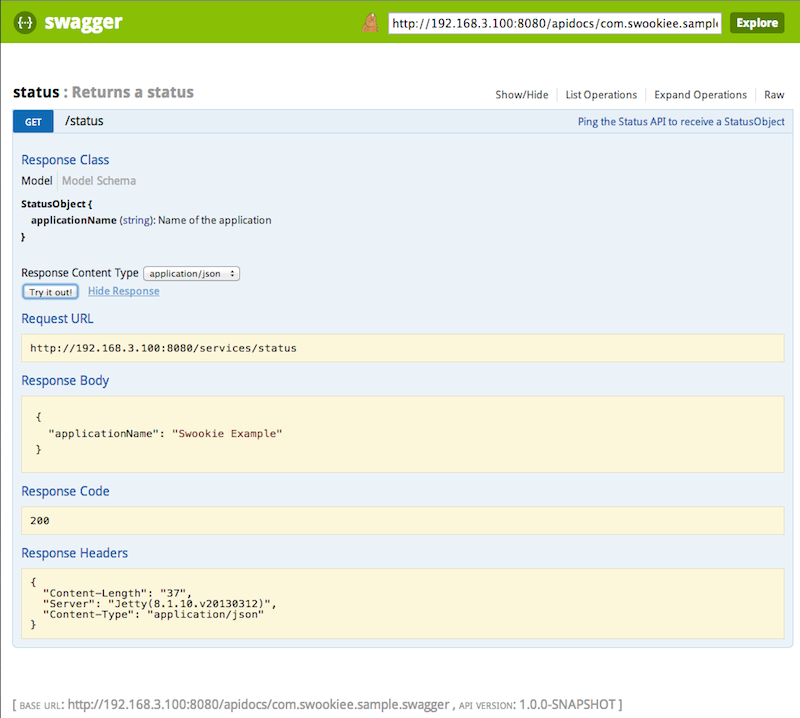 {··} swagger
http://192.168.3.100:8080/apidocs/com.swookiee.sample
Explore
status : Returns a status
Show/Hide List Operations Expand Operations Raw
GET /status Ping the Status API to receive a StatusObject
Response Class
Model Model Schema
StatusObject {
applicationName (string): Name of the application
}
Response Content Type application/json
Try it out! Hide Response
Request URL
http://192.168.3.100:8080/services/status
Response Body
{
"applicationName": "Swookie Example"
}
Response Code
200
Response Headers
{
"Content-Length": "37",
"Server": "Jetty(8.1.10.v20130312)",
"Content-Type": "application/json"
}
[ BASE URL: http://192.168.3.100:8080/apidocs/com.swookiee.sample.swagger , API VERSION: 1.0.0-SNAPSHOT ]